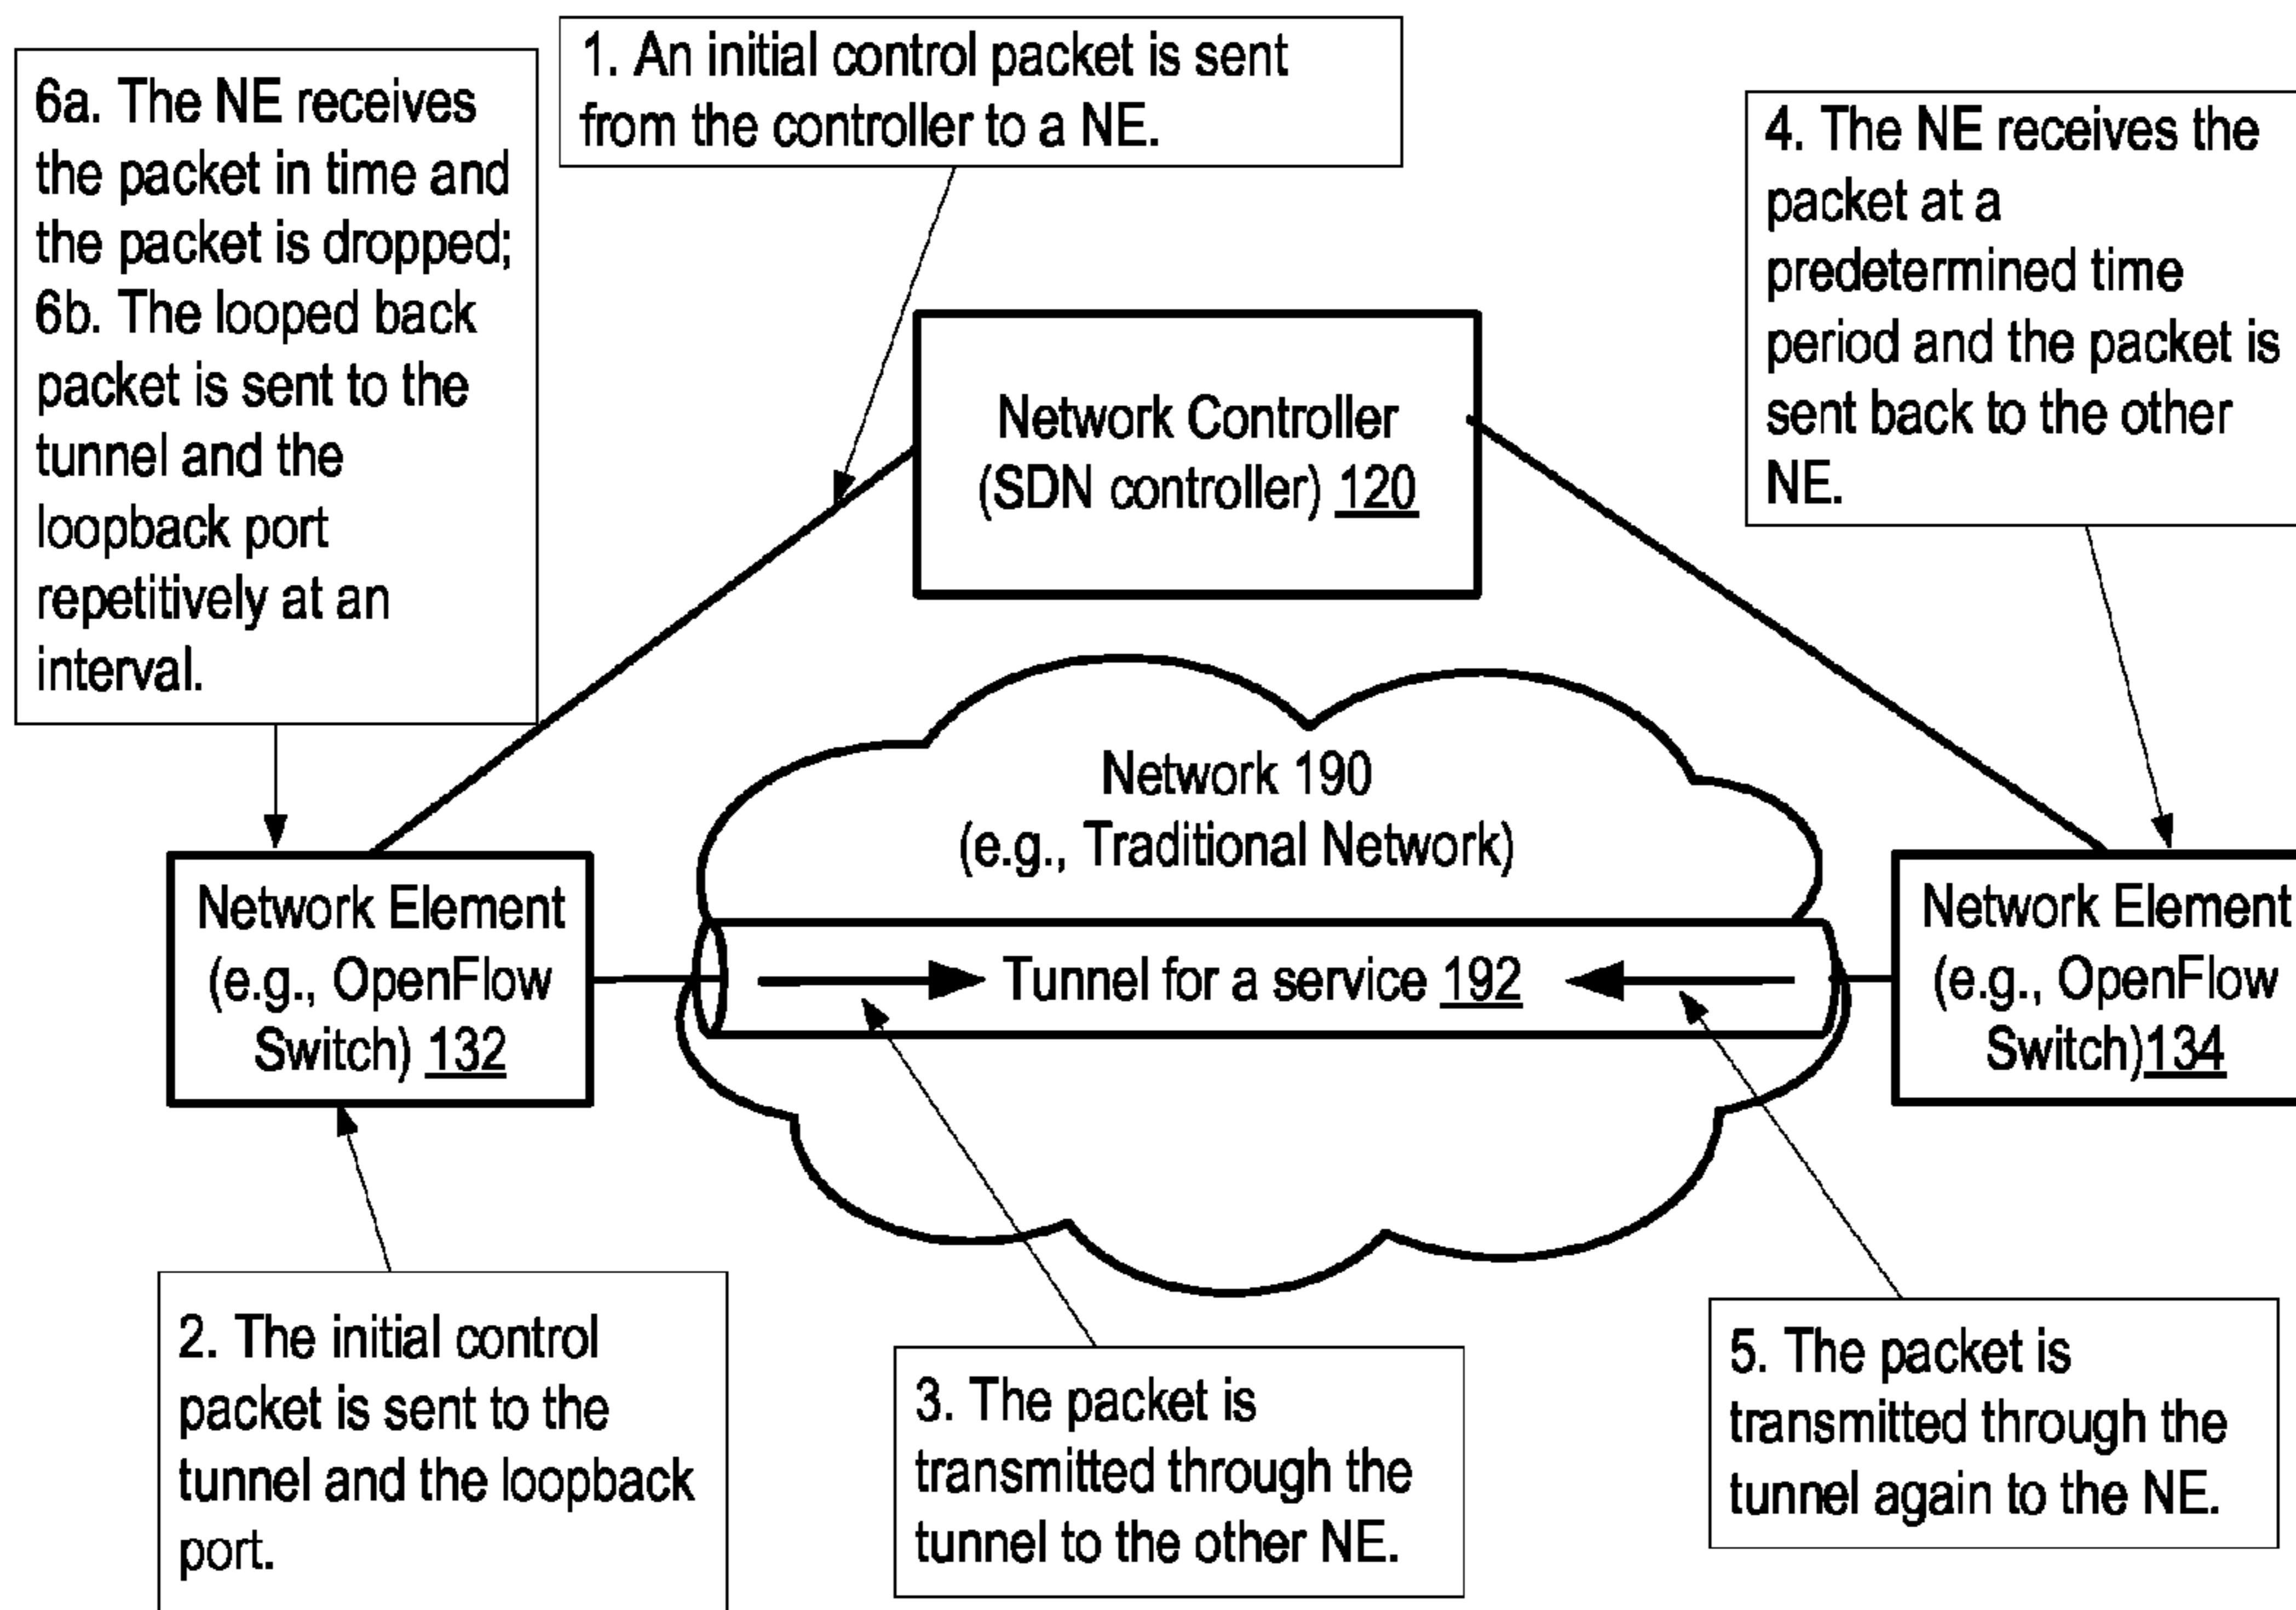 1. An initial control packet is sent
from the controller to a NE.
6a. The NE receives
the packet in time and
the packet is dropped;
6b. The looped back
packet is sent to the
tunnel and the
loopback port
repetitively at an
interval.
4. The NE receives the
packet at a
predetermined time
period and the packet is
sent back to the other
NE.
Network Controller
(SDN controller) 120
Network 190
(e.g., Traditional Network)
Network Element
(e.g., OpenFlow
Switch) 132
Tunnel for a service 192
Network Element
(e.g., OpenFlow
Switch)134
2. The initial control
packet is sent to the
tunnel and the loopback
port.
3. The packet is
transmitted through the
tunnel to the other NE.
5. The packet is
transmitted through the
tunnel again to the NE.